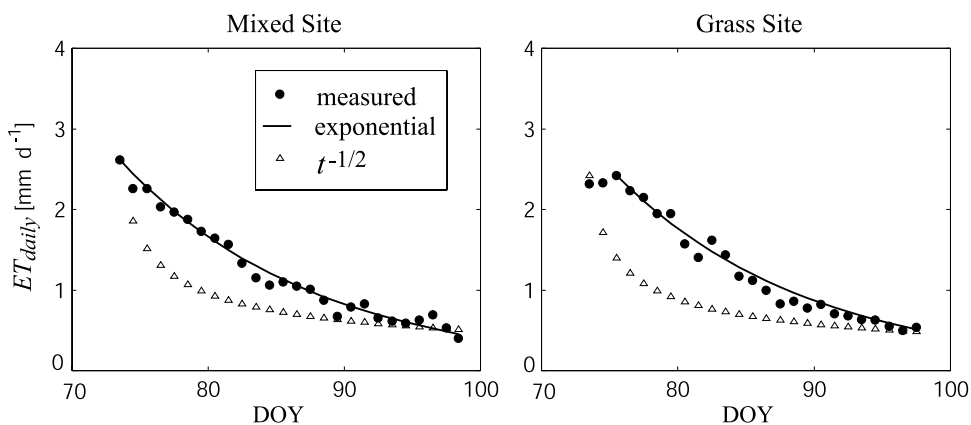 Mixed Site
Grass Site
4
3
2
1
0
ET_daily [mm d^-1]
measured
exponential
t^-1/2
70
80
90
100
DOY
4
3
2
1
0
70
80
90
100
DOY